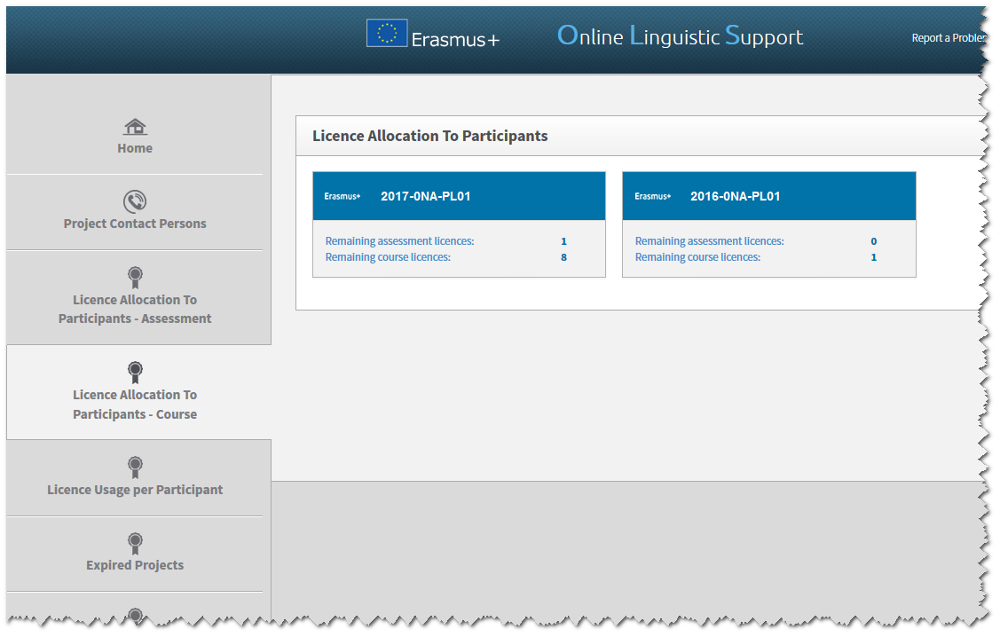 Erasmus+
Online Linguistic Support
Report a Problem
Home
Project Contact Persons
Licence Allocation To
Participants - Assessment
Licence Allocation To
Participants - Course
Licence Usage per Participant
Expired Projects
Licence Allocation To Participants
Erasmus+ 2017-0NA-PL01
Remaining assessment licences: 1
Remaining course licences: 8
Erasmus+ 2016-0NA-PL01
Remaining assessment licences: 0
Remaining course licences: 1